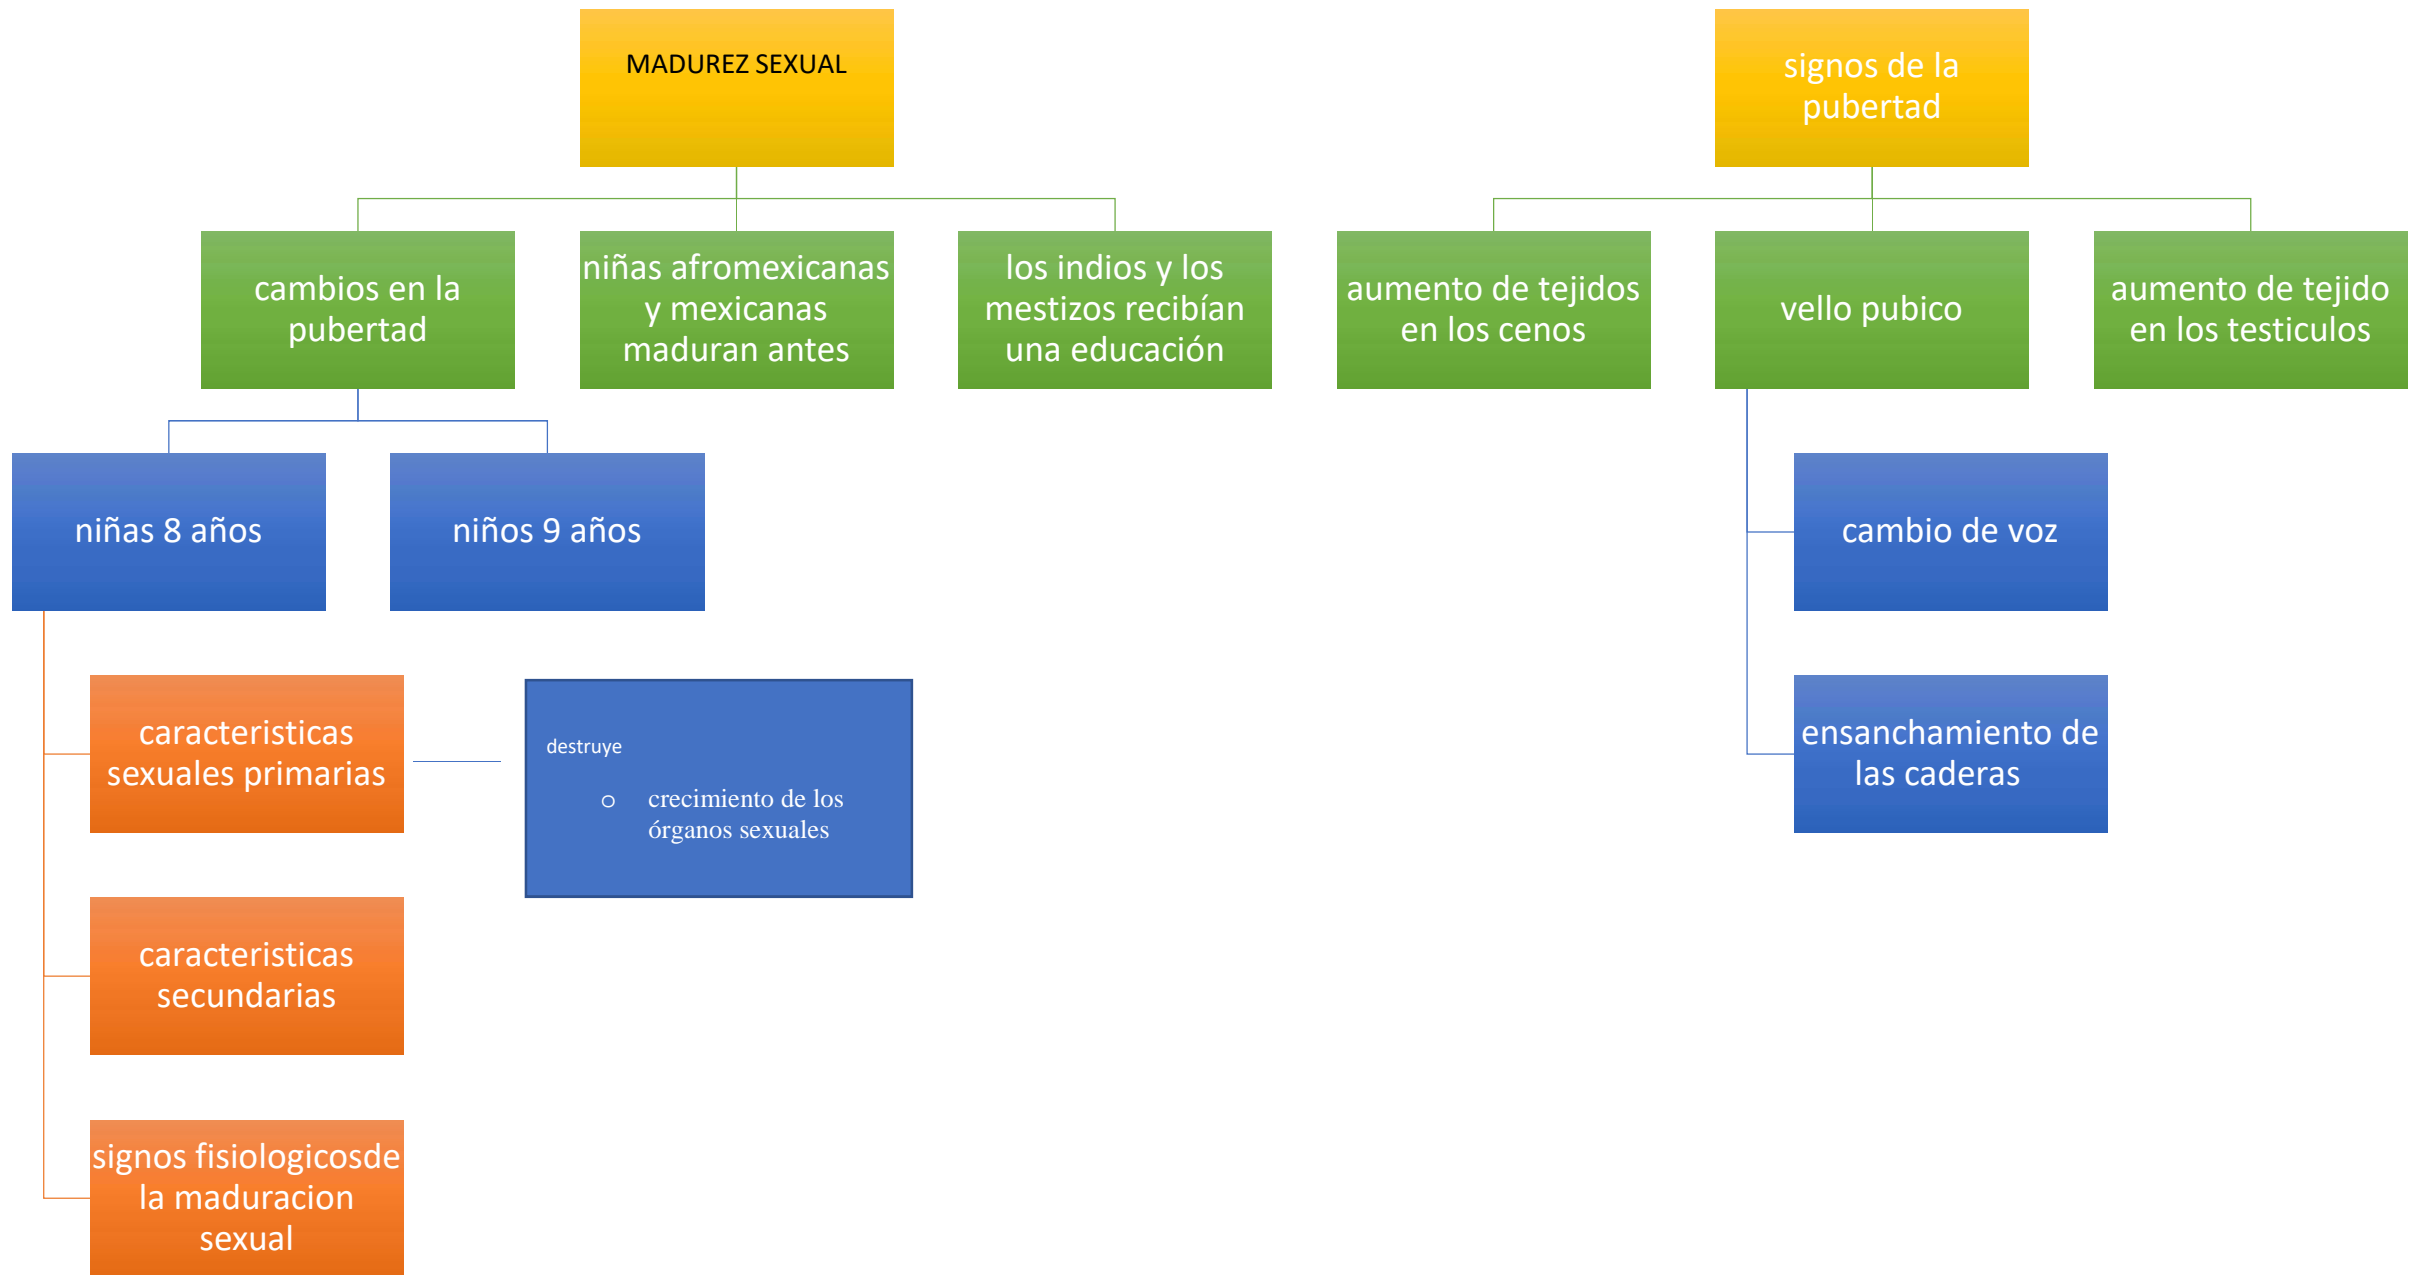 MADUREZ SEXUAL
signos de la
pubertad
cambios en la
pubertad
niñas afromexicanas
y mexicanas
maduran antes
los indios y los
mestizos recibían
una educación
aumento de tejidos
en los cenos
vello pubico
aumento de tejido
en los testiculos
niñas 8 años
niños 9 años
cambio de voz
caracteristicas
sexuales primarias
destruye
o crecimiento de los
órganos sexuales
ensanchamiento de
las caderas
caracteristicas
secundarias
signos fisiologicosde
la maduracion
sexual